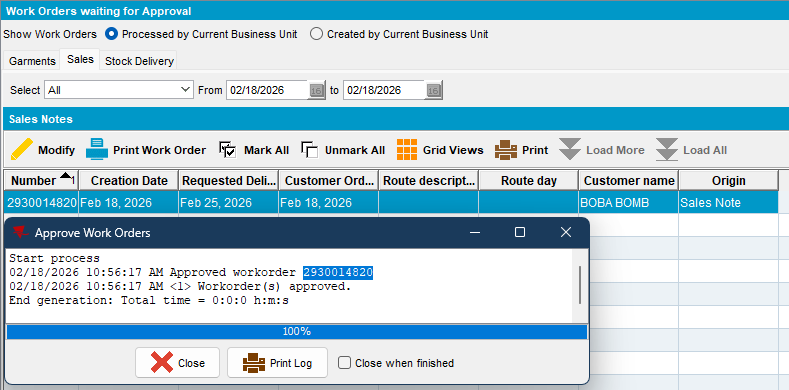 Work Orders waiting for Approval
Show Work Orders Processed by Current Business Unit Created by Current Business Unit
Garments Sales Stock Delivery
Select All From 02/18/2026 16 to 02/18/2026 16
Sales Notes
Modify Print Work Order Mark All Unmark All Grid Views Print Load More Load All
Number 1 Creation Date Requested Deli... Customer Ord... Route descript... Route day Customer name Origin
2930014820 Feb 18, 2026 Feb 25, 2026 Feb 18, 2026 BOBA BOMB Sales Note
Approve Work Orders
Start process
02/18/2026 10:56:17 AM Approved workorder 2930014820
02/18/2026 10:56:17 AM <1> Workorder(s) approved.
End generation: Total time = 0:0:0 h:m:s
100%
Close Print Log Close when finished